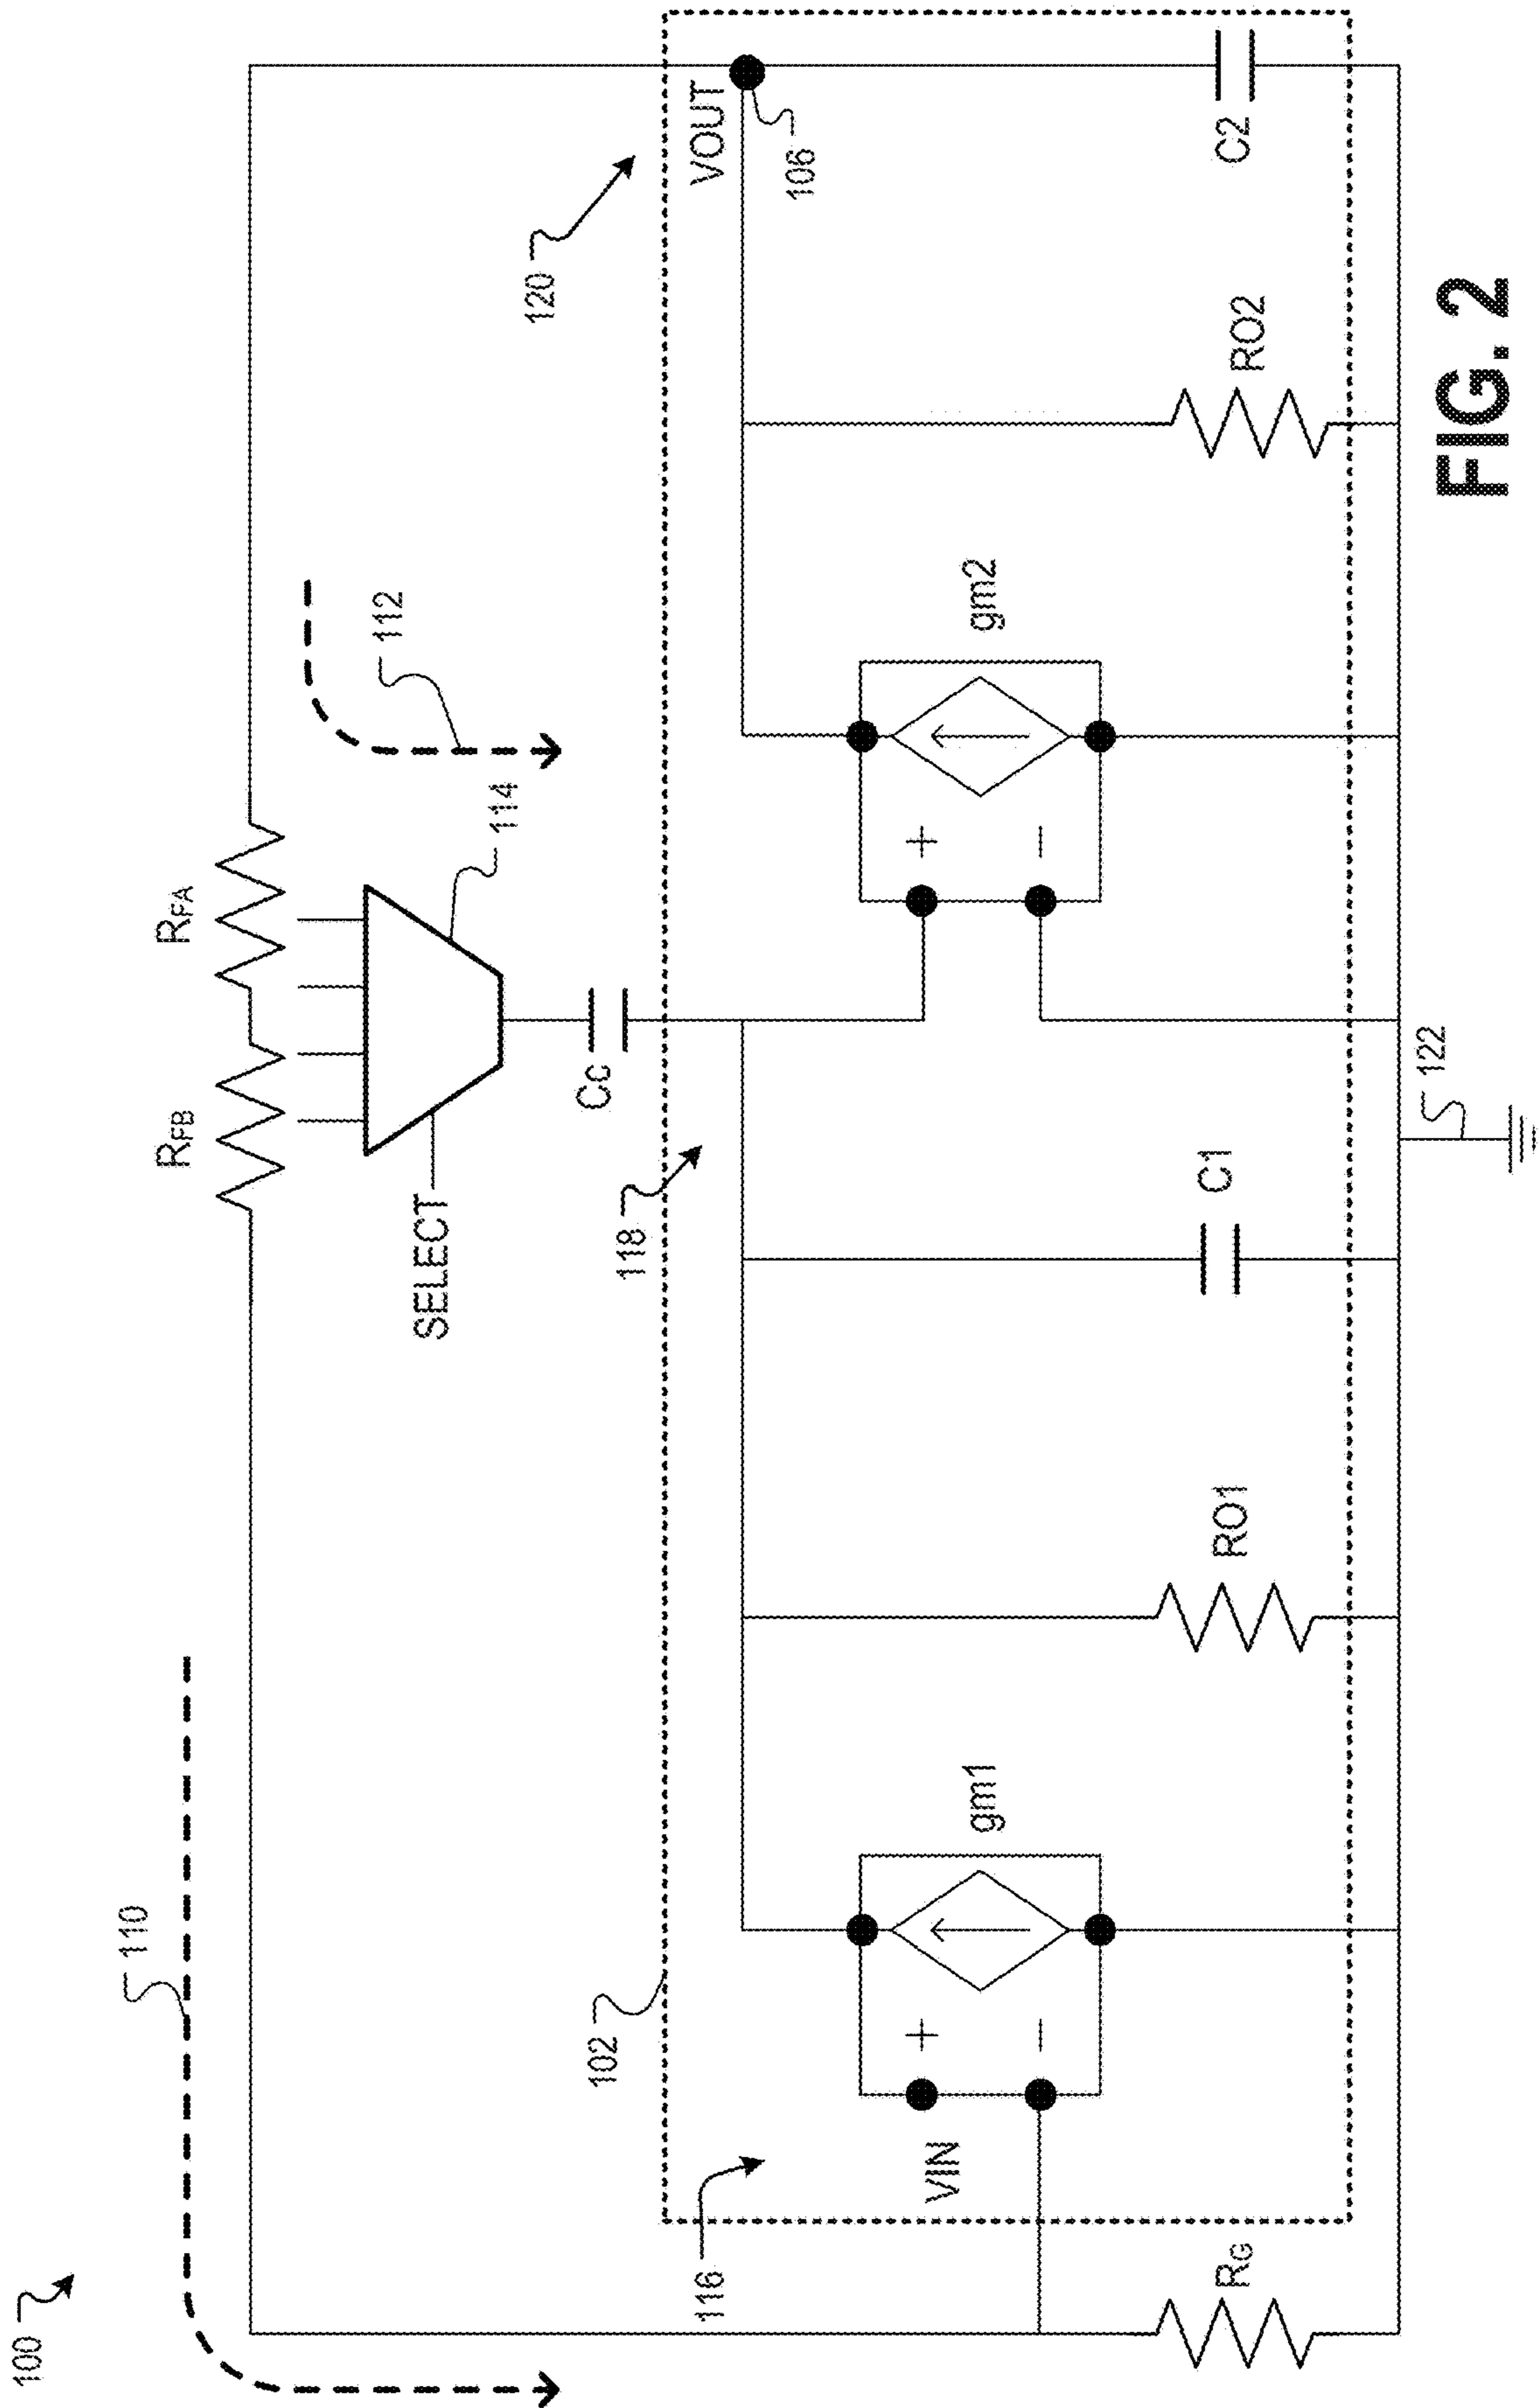 100
110
RFB
RFA
112
114
SELECT
CC
120
102
118
116
VOUT
106
VIN
+
−
gm1
+
−
gm2
RG
RO1
C1
RO2
C2
122
FIG. 2